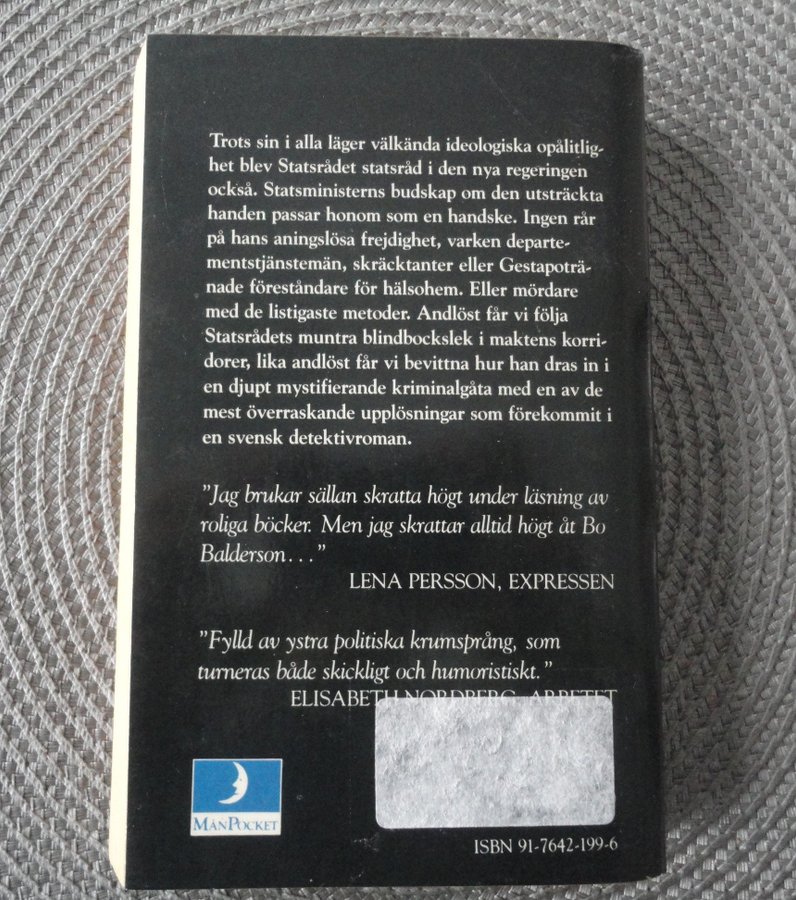 Trots sin i alla läger välkända ideologiska opålitlig-
het blev Statsrådet statsråd i den nya regeringen
också. Statsministerns budskap om den utsträckta
handen passar honom som en handske. Ingen rår
på hans aningslösa frejdighet, varken departe-
mentstjänstemän, skräcktanter eller Gestapoträ-
nade föreståndare för hälsohem. Eller mördare
med de listigaste metoder. Andlöst får vi följa
Statsrådets muntra blindbockslek i maktens korri-
dorer, lika andlöst får vi bevittna hur han dras in i
en djupt mystifierande kriminalgåta med en av de
mest överraskande upplösningar som förekommit i
en svensk detektivroman.
"Jag brukar sällan skratta högt under läsning av
roliga böcker. Men jag skrattar alltid högt åt Bo
Balderson..."
LENA PERSSON, EXPRESSEN
"Fylld av ystra politiska krumsprång, som
turneras både skickligt och humoristiskt."
ELISABETH NORDBERG, ARBETET
MÅNPOCKET
ISBN 91-7642-199-6